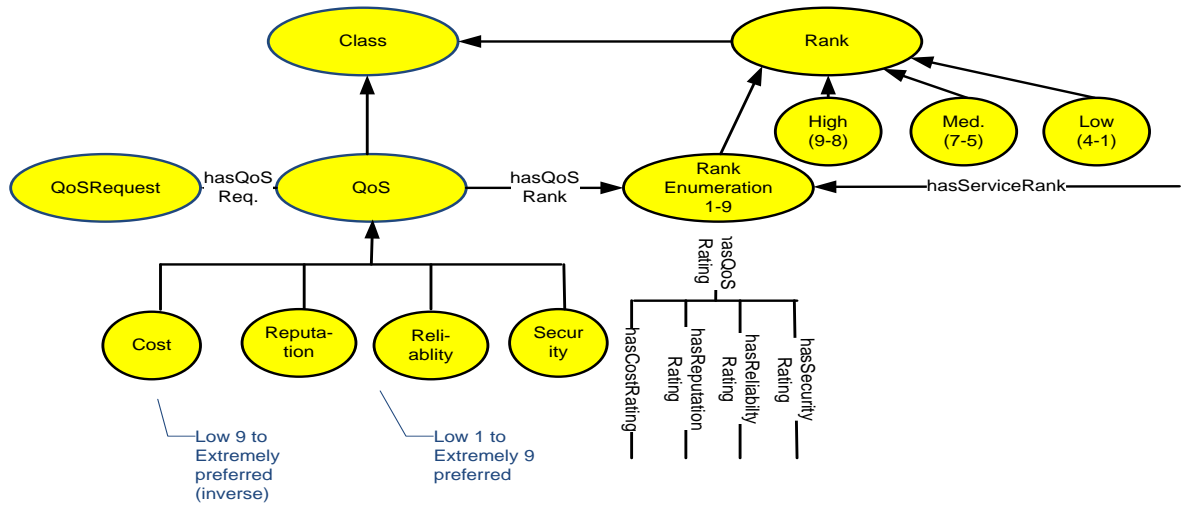 Class
Rank
High
(9-8)
Med.
(7-5)
Low
(4-1)
QoSRequest
hasQoS
Req.
QoS
hasQoS
Rank
Rank
Enumeration
1-9
hasServiceRank
hasQoS
Rating
Cost
Reputa-
tion
Reli-
ablity
Secur
ity
hasCostRating
hasReputation
Rating
hasReliabilty
Rating
hasSecurity
Rating
Low 9 to
Extremely
preferred
(inverse)
Low 1 to
Extremely 9
preferred